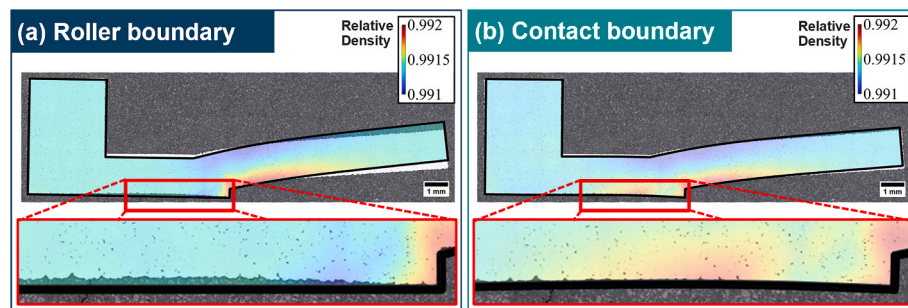 (a) Roller boundary
Relative
Density
0.992
0.9915
0.991
1 mm
(b) Contact boundary
Relative
Density
0.992
0.9915
0.991
1 mm